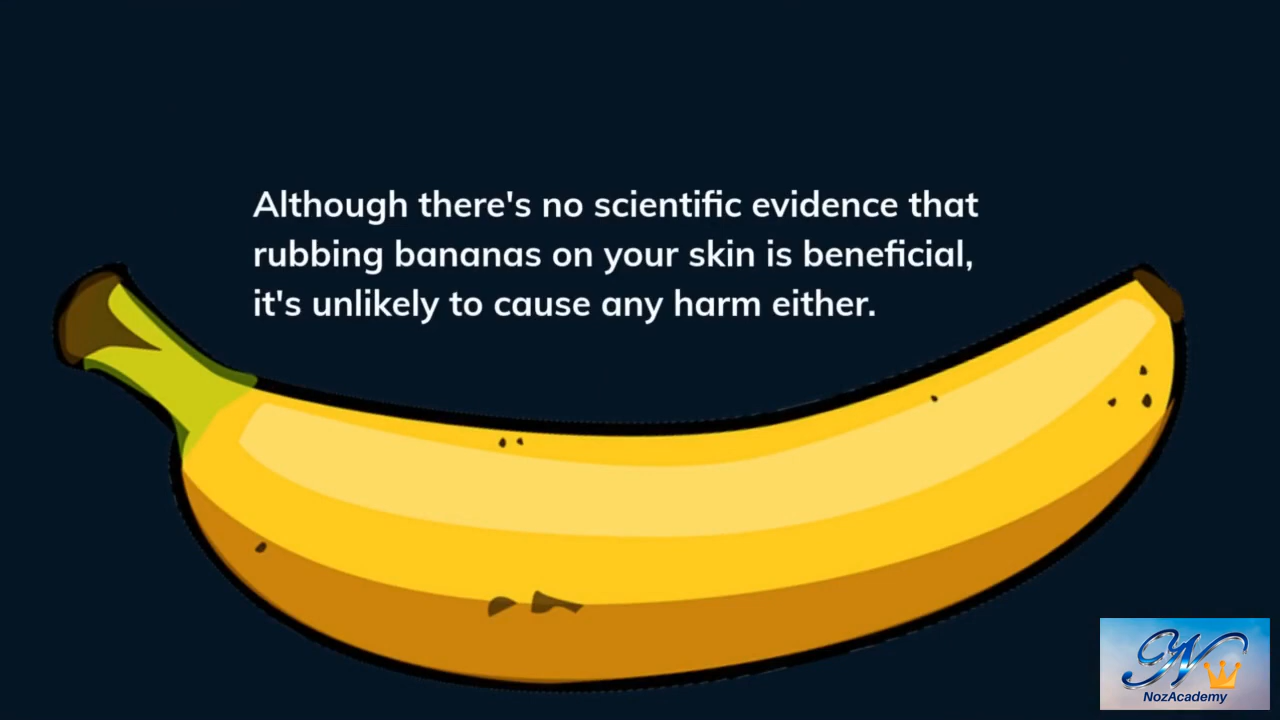 Although there's no scientific evidence that
rubbing bananas on your skin is beneficial,
it's unlikely to cause any harm either.
N
NozAcademy